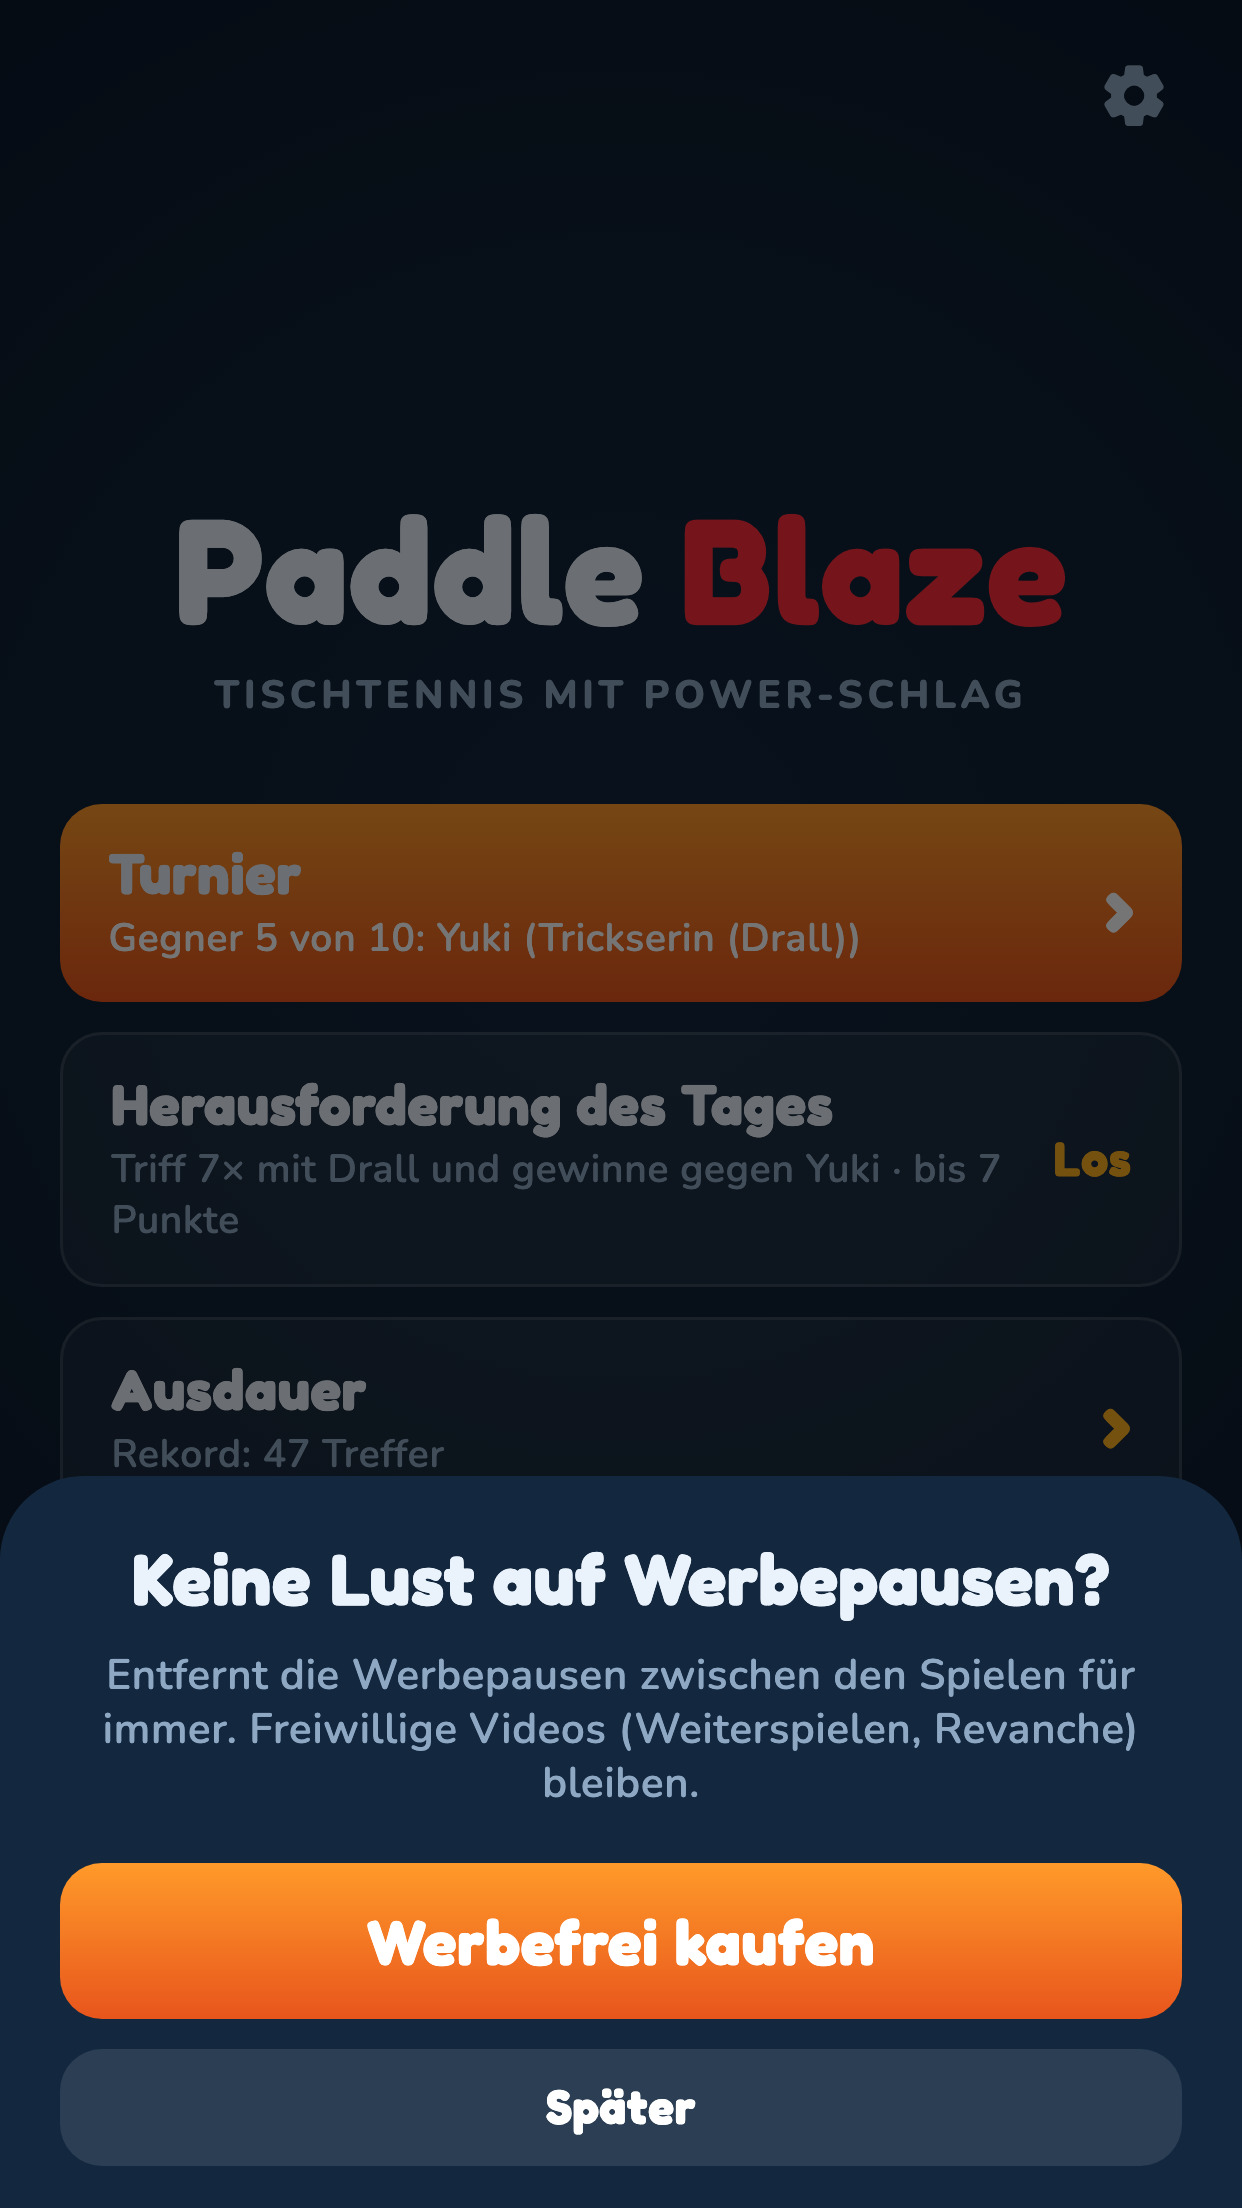 Paddle Blaze
TISCHTENNIS MIT POWER-SCHLAG
Turnier
Gegner 5 von 10: Yuki (Trickserin (Drall))
Herausforderung des Tages
Triff 7× mit Drall und gewinne gegen Yuki · bis 7
Punkte
Los
Ausdauer
Rekord: 47 Treffer
Keine Lust auf Werbepausen?
Entfernt die Werbepausen zwischen den Spielen für
immer. Freiwillige Videos (Weiterspielen, Revanche)
bleiben.
Werbefrei kaufen
Später